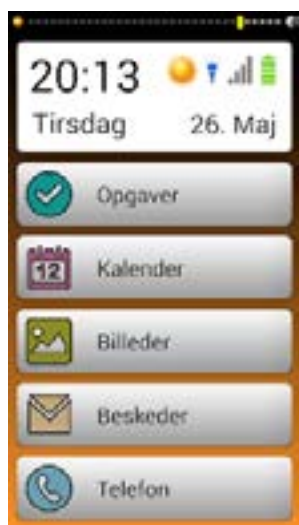 20:13
Tirsdag 26. Maj
Opgaver
12 Kalender
Billeder
Beskeder
Telefon